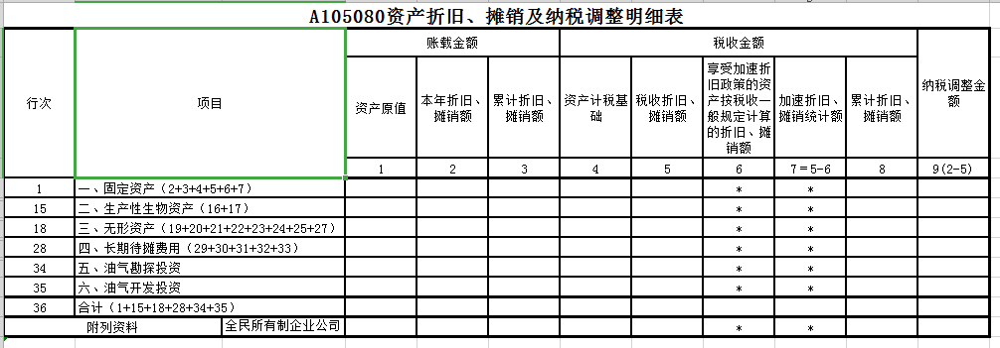 A105080资产折旧、摊销及纳税调整明细表
行次
项目
账载金额
税收金额
纳税调整金
额
资产原值
本年折旧、
摊销额
累计折旧、
摊销额
资产计税基
础
税收折旧、
摊销额
享受加速折
旧政策的资
产按税收一
般规定计算
的折旧、摊
销额
加速折旧、
摊销统计额
累计折旧、
摊销额
1 2 3 4 5 6 7＝5-6 8 9(2-5)
1 一、固定资产（2+3+4+5+6+7） * *
15 二、生产性生物资产（16+17） * *
18 三、无形资产（19+20+21+22+23+24+25+27） * *
28 四、长期待摊费用（29+30+31+32+33） * *
34 五、油气勘探投资 * *
35 六、油气开发投资 * *
36 合计（1+15+18+28+34+35）
附列资料 全民所有制企业公司 * *